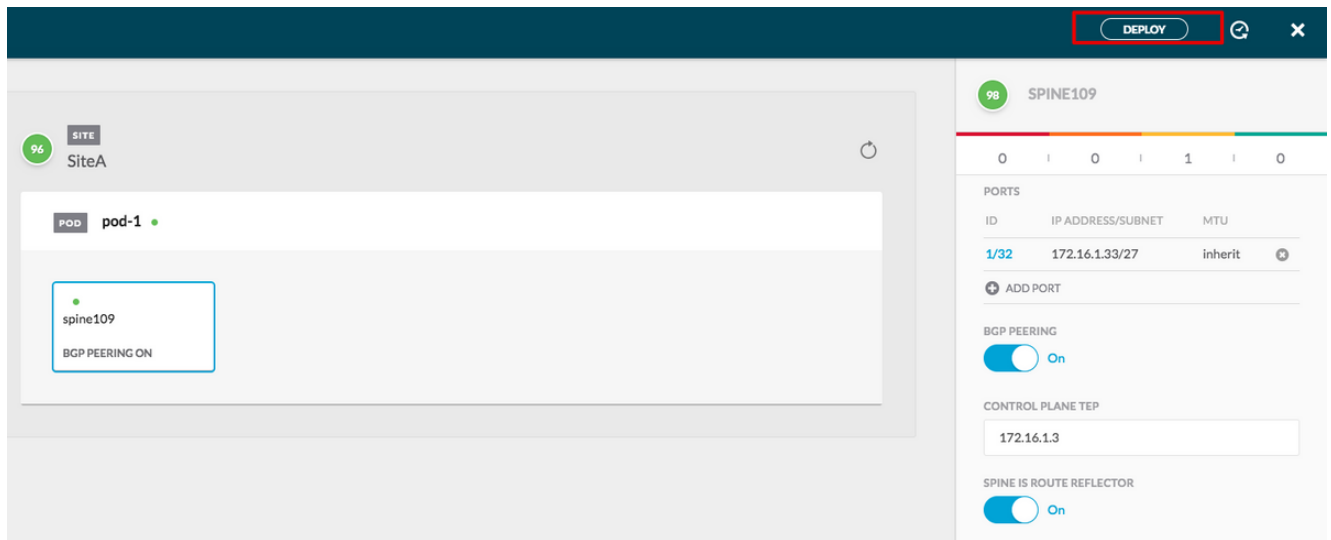 DEPLOY
96
SITE
SiteA
POD pod-1
spine109
BGP PEERING ON
98 SPINE109
0 0 1 0
PORTS
ID IP ADDRESS/SUBNET MTU
1/32 172.16.1.33/27 inherit
ADD PORT
BGP PEERING
On
CONTROL PLANE TEP
172.16.1.3
SPINE IS ROUTE REFLECTOR
On